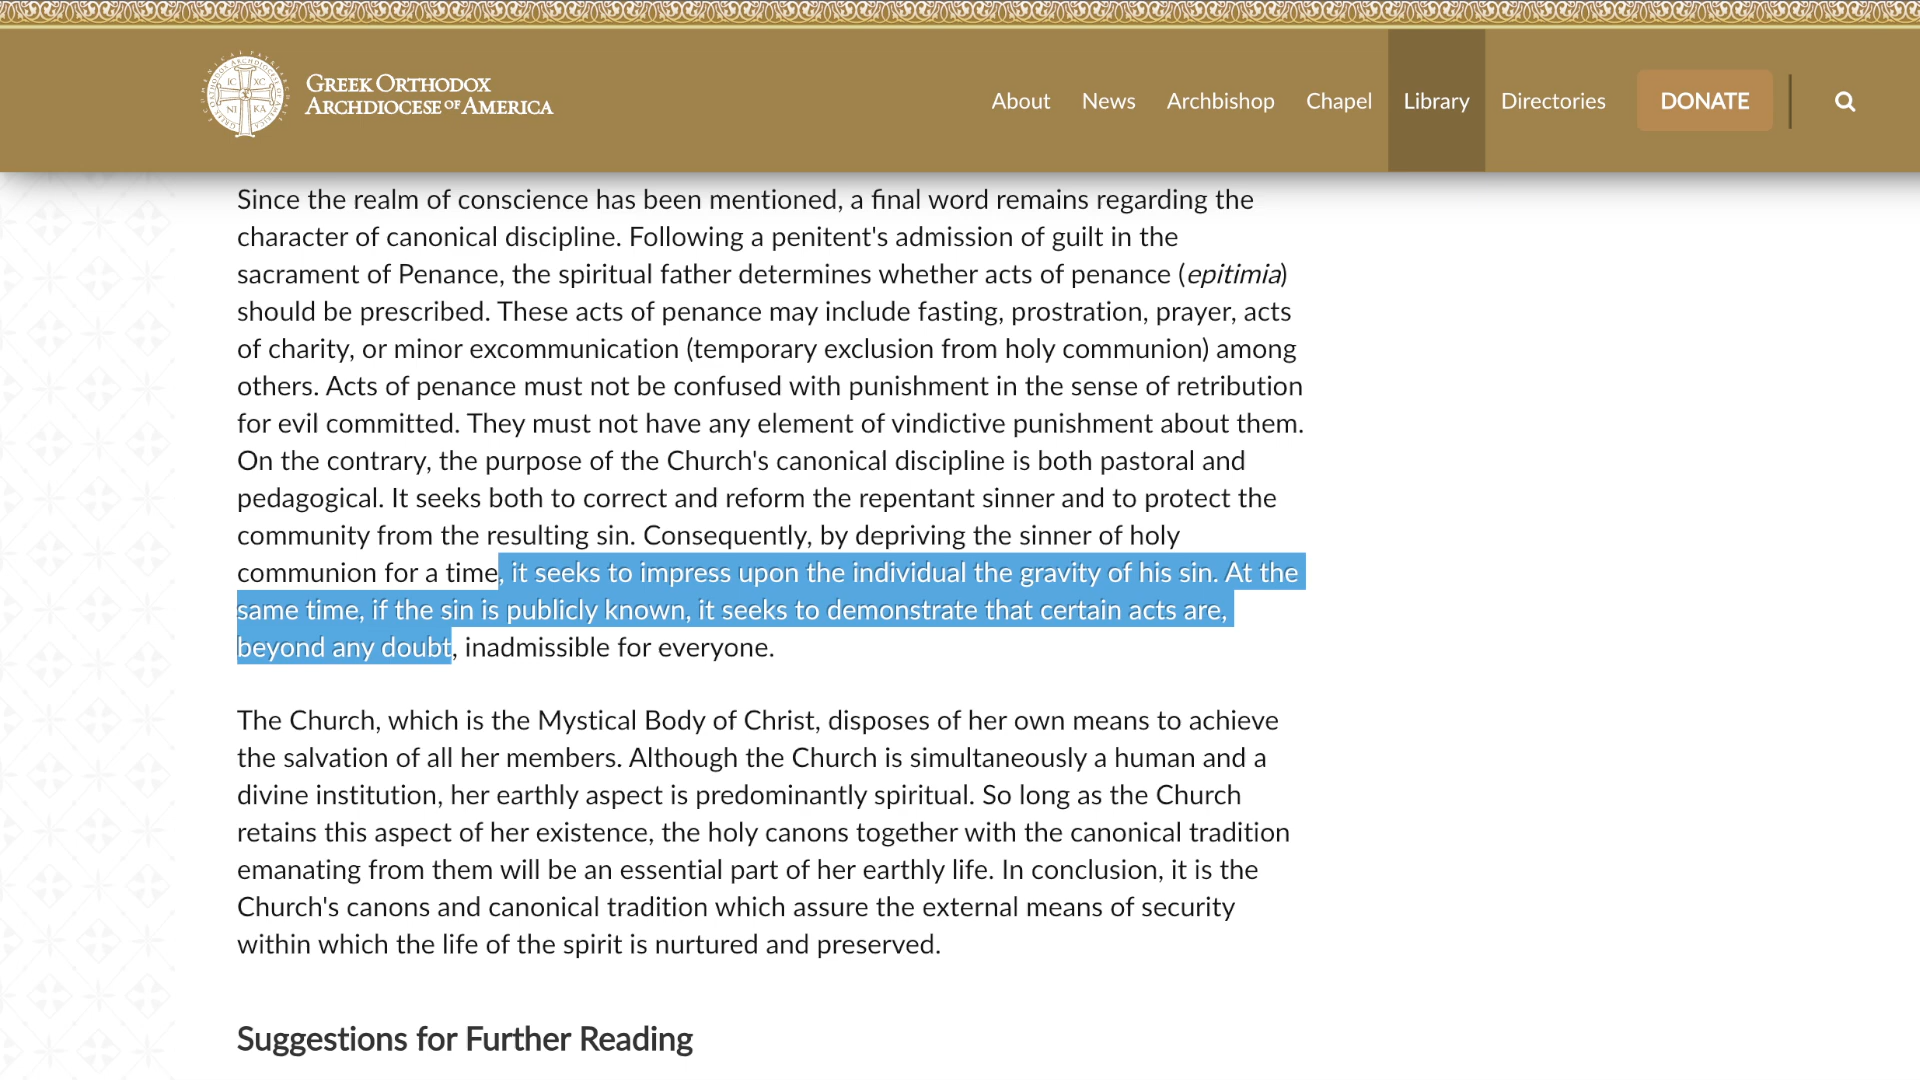 GREEK ORTHODOX
ARCHDIOCESE OF AMERICA
IC XC
NI KA
About News Archbishop Chapel Library Directories DONATE
Since the realm of conscience has been mentioned, a final word remains regarding the
character of canonical discipline. Following a penitent's admission of guilt in the
sacrament of Penance, the spiritual father determines whether acts of penance (epitimia)
should be prescribed. These acts of penance may include fasting, prostration, prayer, acts
of charity, or minor excommunication (temporary exclusion from holy communion) among
others. Acts of penance must not be confused with punishment in the sense of retribution
for evil committed. They must not have any element of vindictive punishment about them.
On the contrary, the purpose of the Church's canonical discipline is both pastoral and
pedagogical. It seeks both to correct and reform the repentant sinner and to protect the
community from the resulting sin. Consequently, by depriving the sinner of holy
communion for a time, it seeks to impress upon the individual the gravity of his sin. At the
same time, if the sin is publicly known, it seeks to demonstrate that certain acts are,
beyond any doubt, inadmissible for everyone.
The Church, which is the Mystical Body of Christ, disposes of her own means to achieve
the salvation of all her members. Although the Church is simultaneously a human and a
divine institution, her earthly aspect is predominantly spiritual. So long as the Church
retains this aspect of her existence, the holy canons together with the canonical tradition
emanating from them will be an essential part of her earthly life. In conclusion, it is the
Church's canons and canonical tradition which assure the external means of security
within which the life of the spirit is nurtured and preserved.
Suggestions for Further Reading